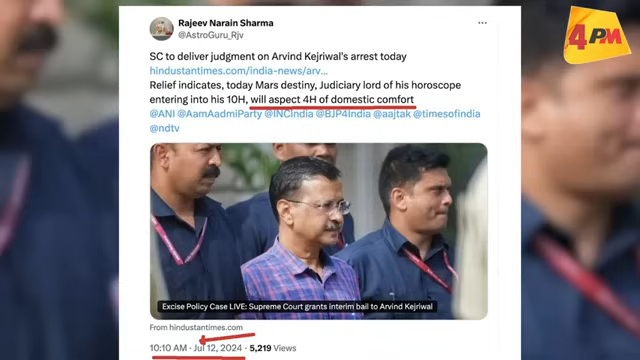 Rajeev Narain Sharma
@AstroGuru_Rjv
4PM
SC to deliver judgment on Arvind Kejriwal's arrest today
hindustantimes.com/india-news/arv...
Relief indicates, today Mars destiny, Judiciary lord of his horoscope
entering into his 10H, will aspect 4H of domestic comfort
@ANI @AamAadmiParty @INCIndia @BJP4India @aajtak @timesofindia
@ndtv
Excise Policy Case LIVE: Supreme Court grants interim bail to Arvind Kejriwal
From hindustantimes.com
10:10 AM · Jul 12, 2024 · 5,219 Views